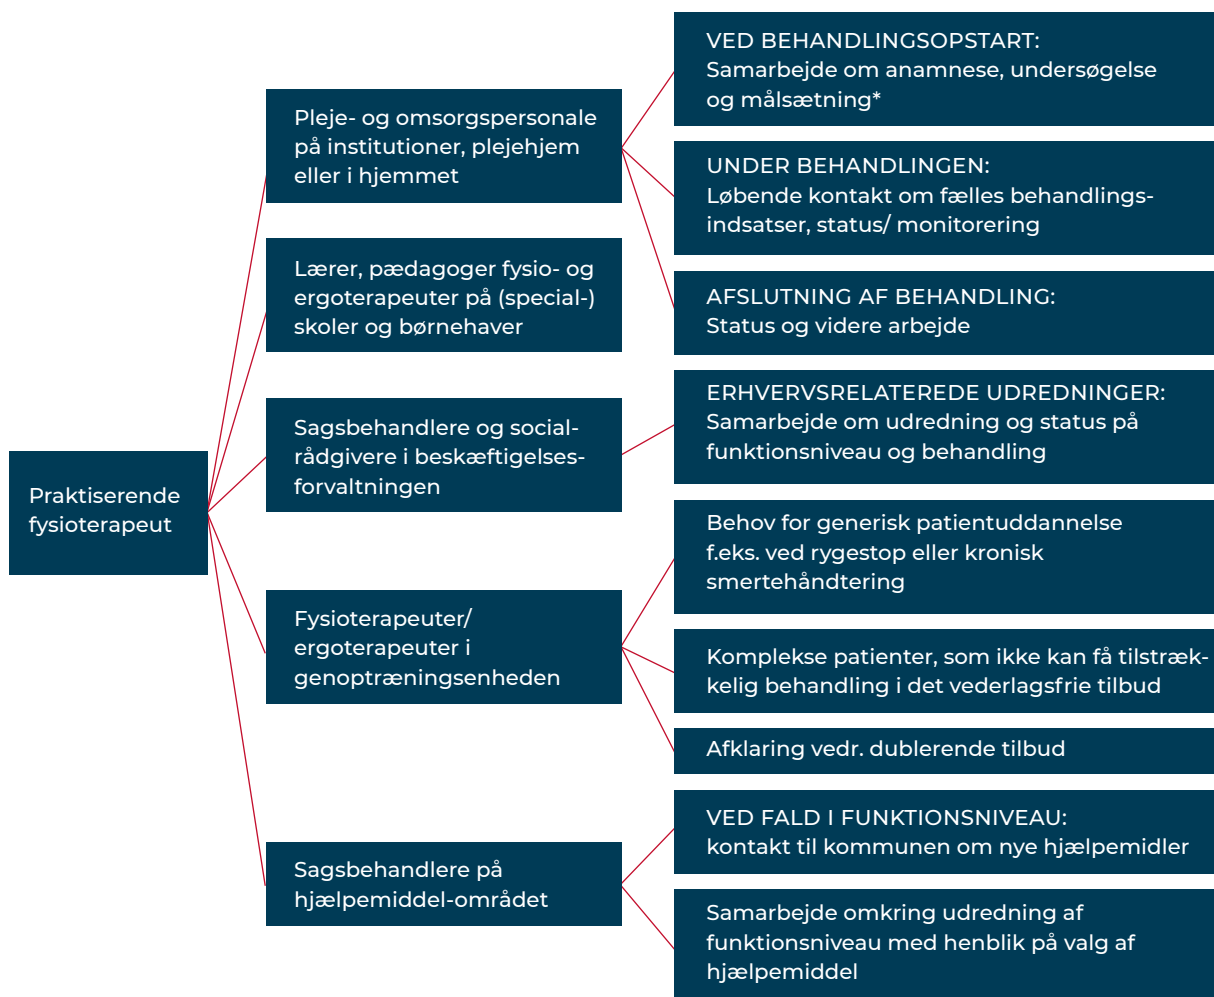 Praktiserende
fysioterapeut
Pleje- og omsorgspersonale
på institutioner, plejehjem
eller i hjemmet
Lærer, pædagoger fysio- og
ergoterapeuter på (special-)
skoler og børnehaver
Sagsbehandlere og social-
rådgivere i beskæftigelses-
forvaltningen
Fysioterapeuter/
ergoterapeuter i
genoptræningsenheden
Sagsbehandlere på
hjælpemiddel-området
VED BEHANDLINGSOPSTART:
Samarbejde om anamnese, undersøgelse
og målsætning*
UNDER BEHANDLINGEN:
Løbende kontakt om fælles behandlings-
indsatser, status/ monitorering
AFSLUTNING AF BEHANDLING:
Status og videre arbejde
ERHVERVSRELATEREDE UDREDNINGER:
Samarbejde om udredning og status på
funktionsniveau og behandling
Behov for generisk patientuddannelse
f.eks. ved rygestop eller kronisk
smertehåndtering
Komplekse patienter, som ikke kan få tilstræk-
kelig behandling i det vederlagsfrie tilbud
Afklaring vedr. dublerende tilbud
VED FALD I FUNKTIONSNIVEAU:
kontakt til kommunen om nye hjælpemidler
Samarbejde omkring udredning af
funktionsniveau med henblik på valg af
hjælpemiddel